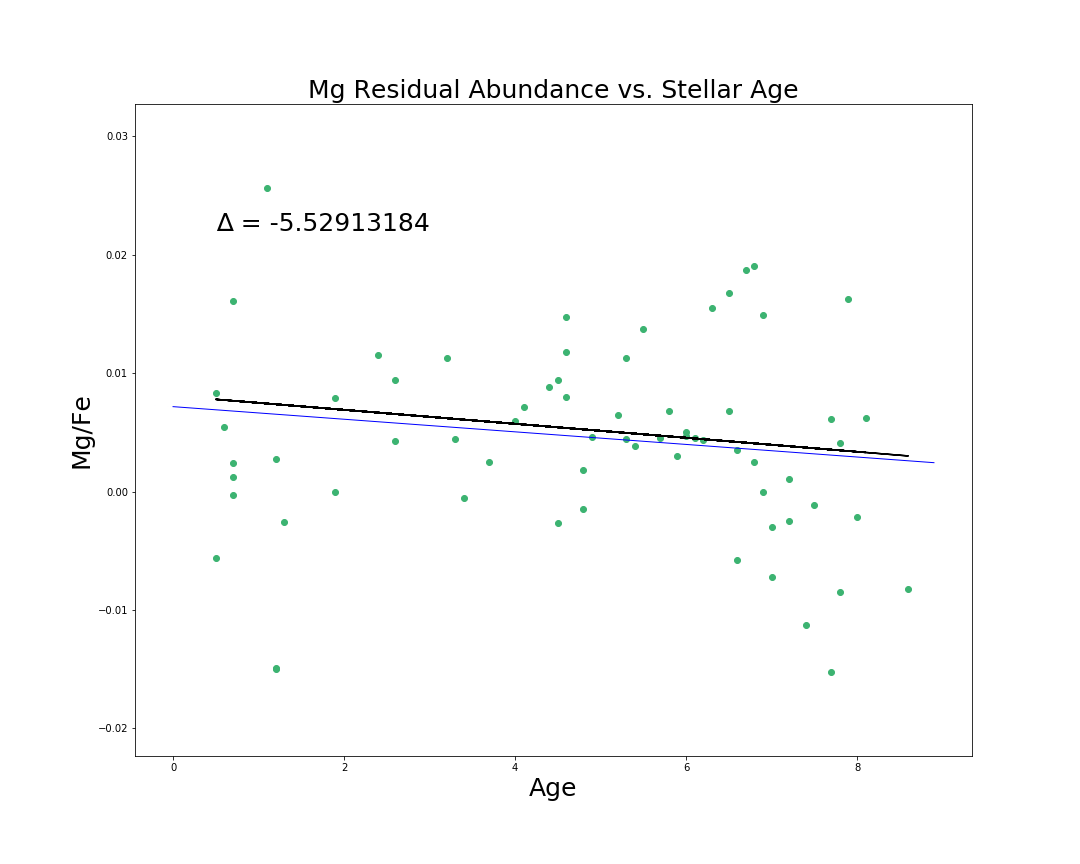 Mg Residual Abundance vs. Stellar Age
0.03
Δ = -5.52913184
0.02
0.01
Mg/Fe
0.00
−0.01
−0.02
0 2 4 6 8
Age